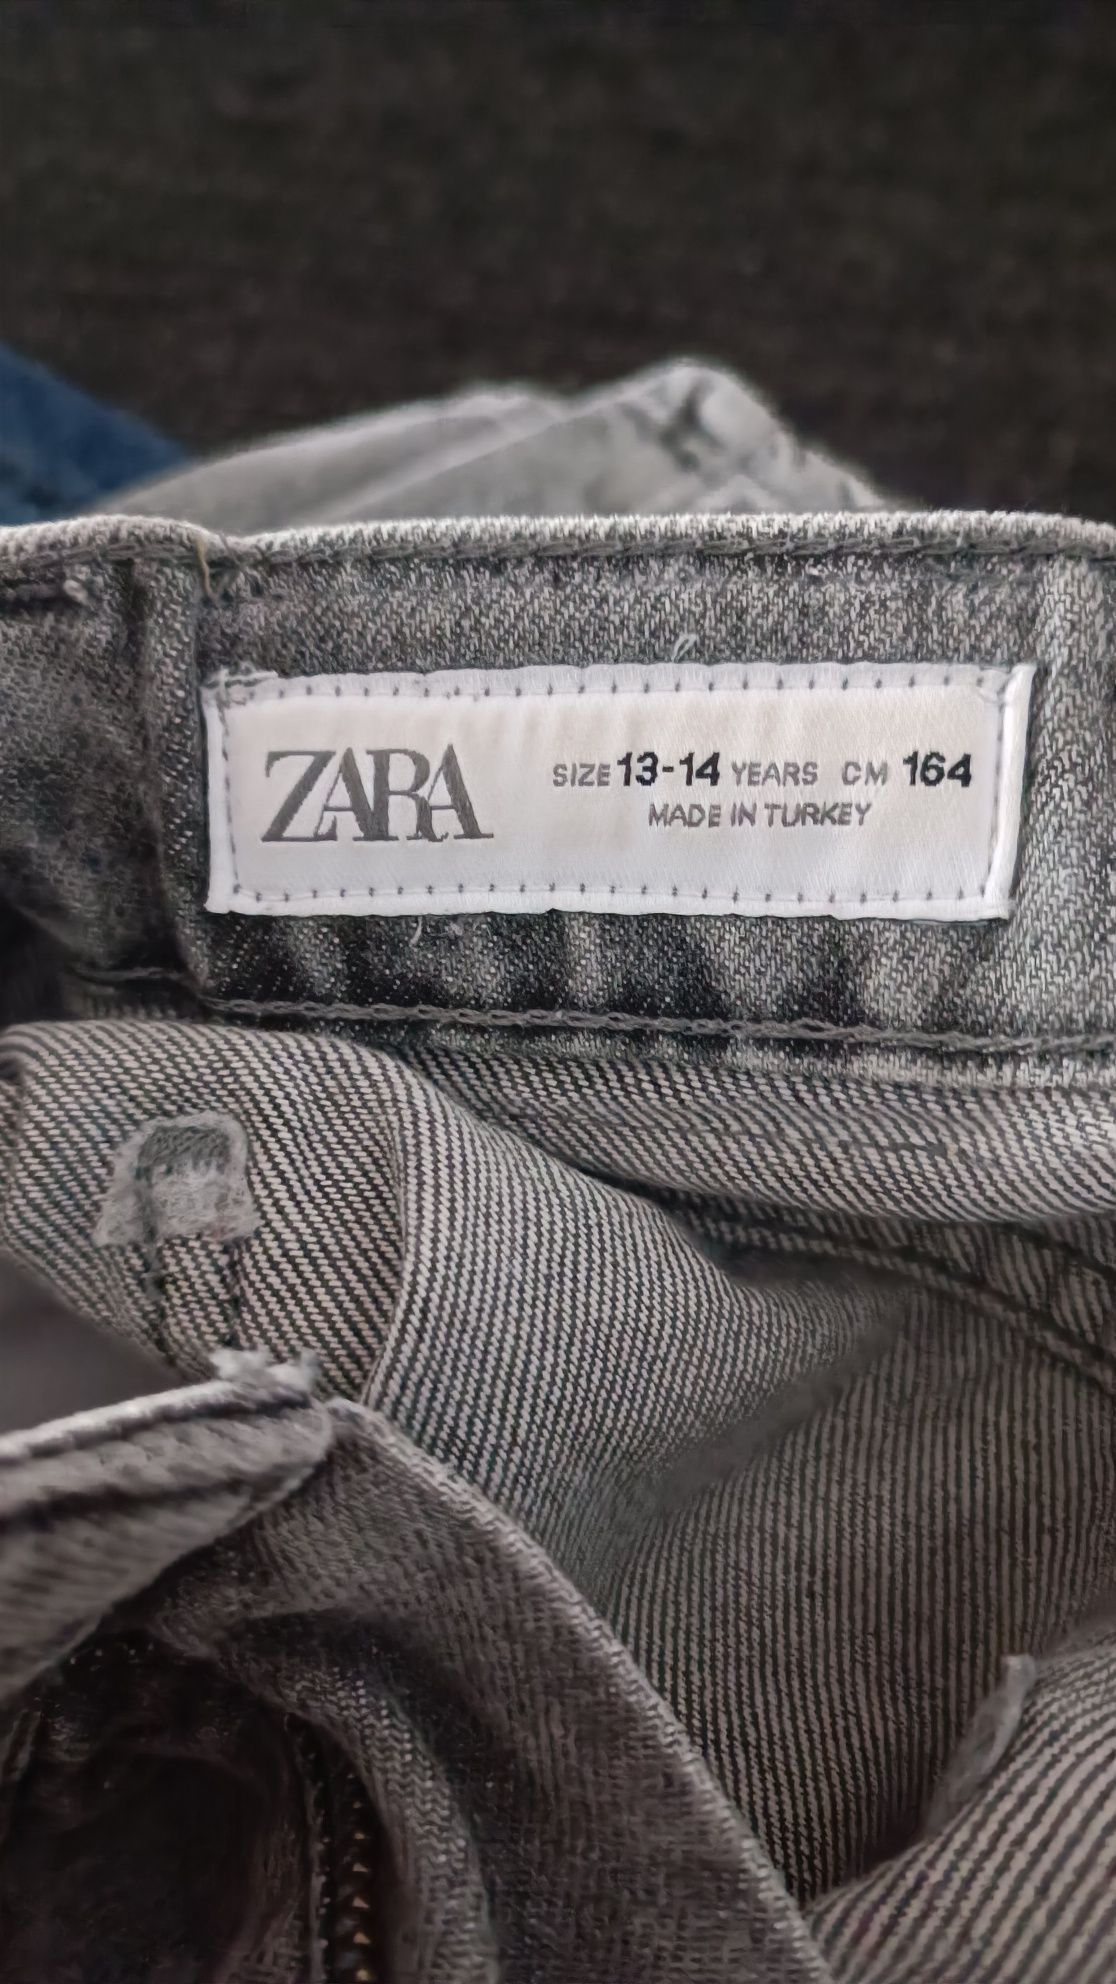 ZARA
SIZE 13-14 YEARS CM 164
MADE IN TURKEY